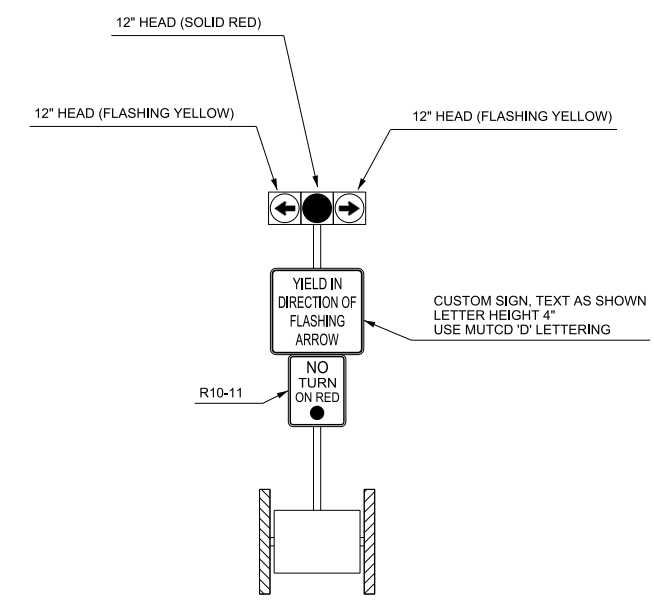 12" HEAD (SOLID RED)
12" HEAD (FLASHING YELLOW)
12" HEAD (FLASHING YELLOW)
YIELD IN
DIRECTION OF
FLASHING
ARROW
CUSTOM SIGN, TEXT AS SHOWN
LETTER HEIGHT 4"
USE MUTCD 'D' LETTERING
NO
TURN
ON RED
R10-11